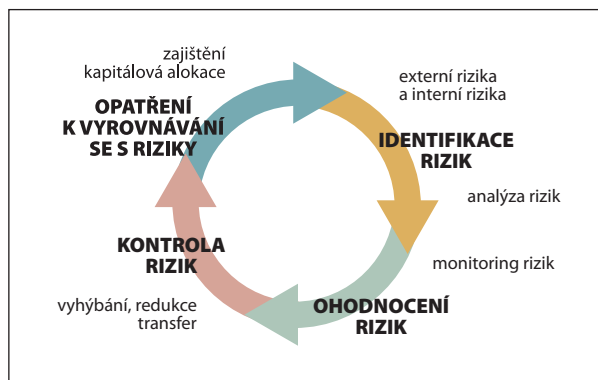 zajištění
kapitálová alokace
OPATŘENÍ
K VYROVNÁVÁNÍ
SE S RIZIKY
externí rizika
a interní rizika
IDENTIFIKACE
RIZIK
analýza rizik
monitoring rizik
OHODNOCENÍ
RIZIK
KONTROLA
RIZIK
vyhýbání, redukce
transfer